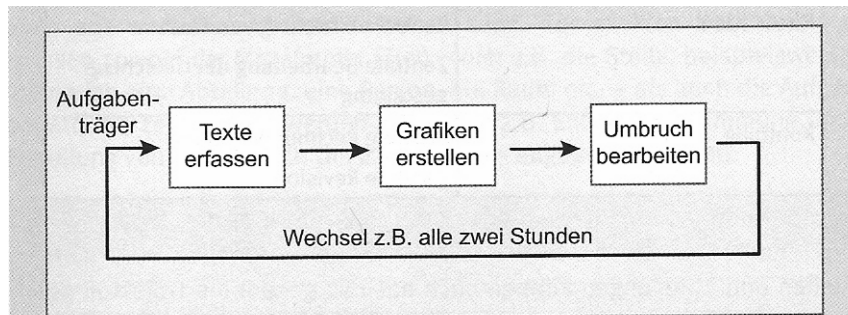 Aufgaben-
träger
Texte
erfassen
Grafiken
erstellen
Umbruch
bearbeiten
Wechsel z.B. alle zwei Stunden